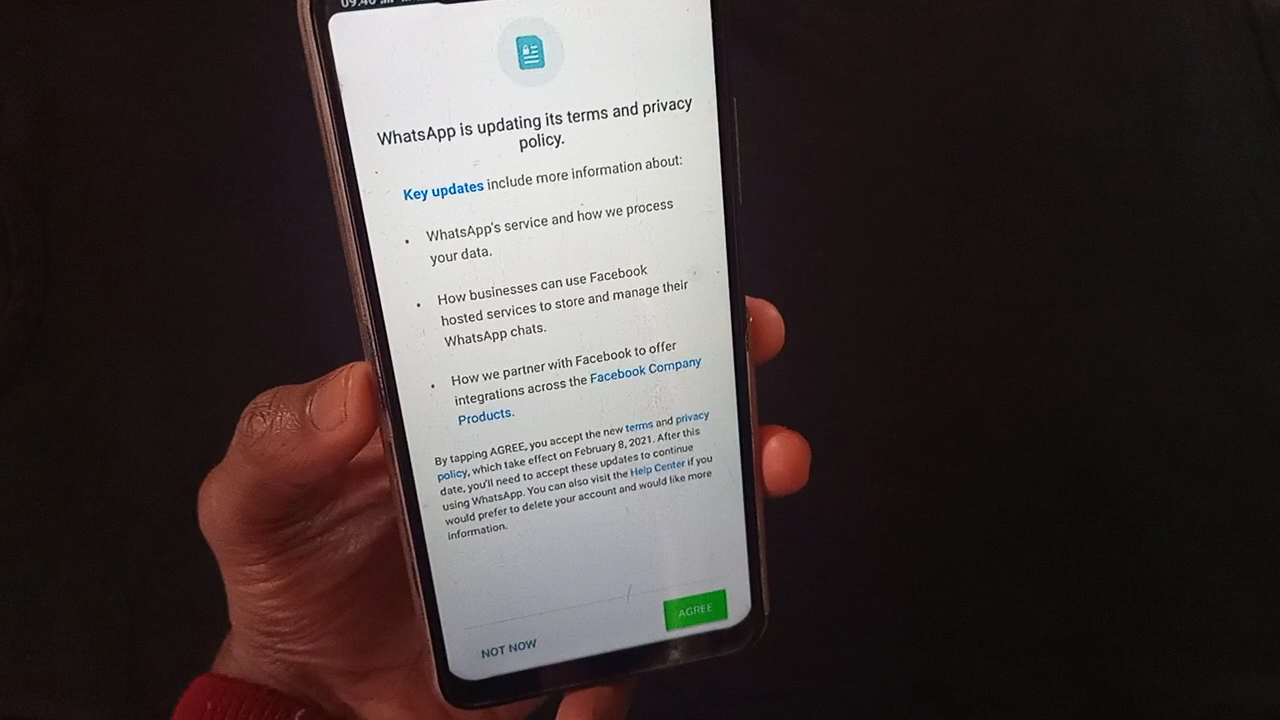 WhatsApp is updating its terms and privacy
policy.
Key updates include more information about:
• WhatsApp's service and how we process
your data.
• How businesses can use Facebook
hosted services to store and manage their
WhatsApp chats.
• How we partner with Facebook to offer
integrations across the Facebook Company
Products.
By tapping AGREE, you accept the new terms and privacy
policy, which take effect on February 8, 2021. After this
date, you'll need to accept these updates to continue
using WhatsApp. You can also visit the Help Center if you
would prefer to delete your account and would like more
information.
AGREE
NOT NOW